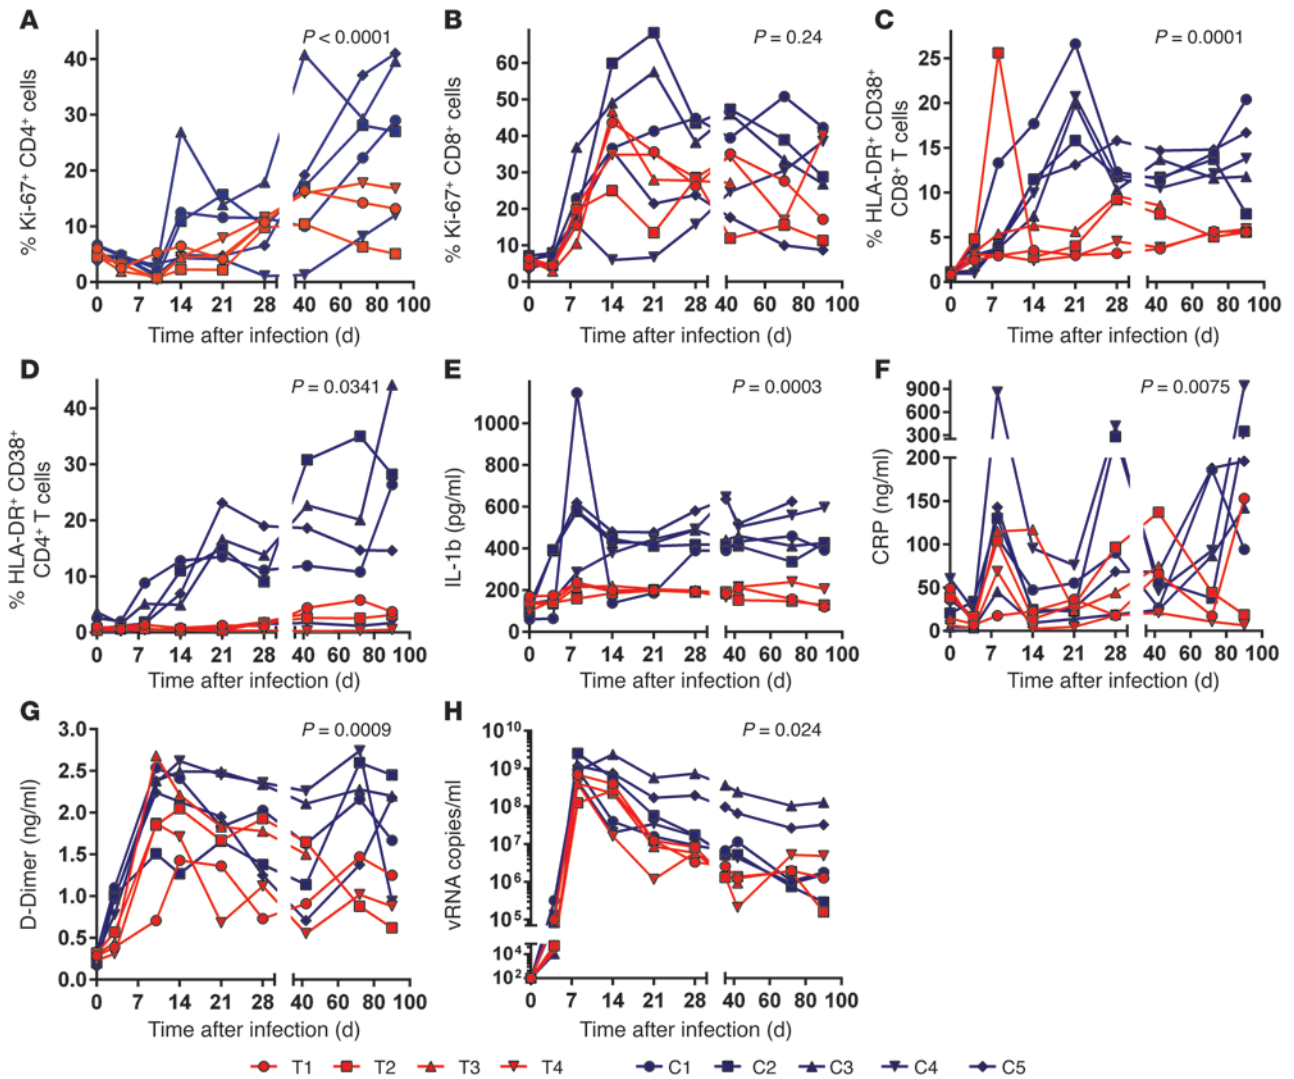 A
P < 0.0001
% Ki-67+ CD4+ cells
40
30
20
10
0
0 7 14 21 28 40 60 80 100
Time after infection (d)
B
P = 0.24
% Ki-67+ CD8+ cells
60
50
40
30
20
10
0
0 7 14 21 28 40 60 80 100
Time after infection (d)
C
P = 0.0001
% HLA-DR+ CD38+
CD8+ T cells
25
20
15
10
5
0
0 7 14 21 28 40 60 80 100
Time after infection (d)
D
P = 0.0341
% HLA-DR+ CD38+
CD4+ T cells
40
30
20
10
0
0 7 14 21 28 40 60 80 100
Time after infection (d)
E
P = 0.0003
IL-1b (pg/ml)
1000
800
600
400
200
0
0 7 14 21 28 40 60 80 100
Time after infection (d)
F
P = 0.0075
CRP (ng/ml)
900
600
300
200
150
100
50
0
0 7 14 21 28 40 60 80 100
Time after infection (d)
G
P = 0.0009
D-Dimer (ng/ml)
3.0
2.5
2.0
1.5
1.0
0.5
0.0
0 7 14 21 28 40 60 80 100
Time after infection (d)
H
P = 0.024
vRNA copies/ml
10^10
10^9
10^8
10^7
10^6
10^5
10^4
10^2
0 7 14 21 28 40 60 80 100
Time after infection (d)
T1 T2 T3 T4 C1 C2 C3 C4 C5